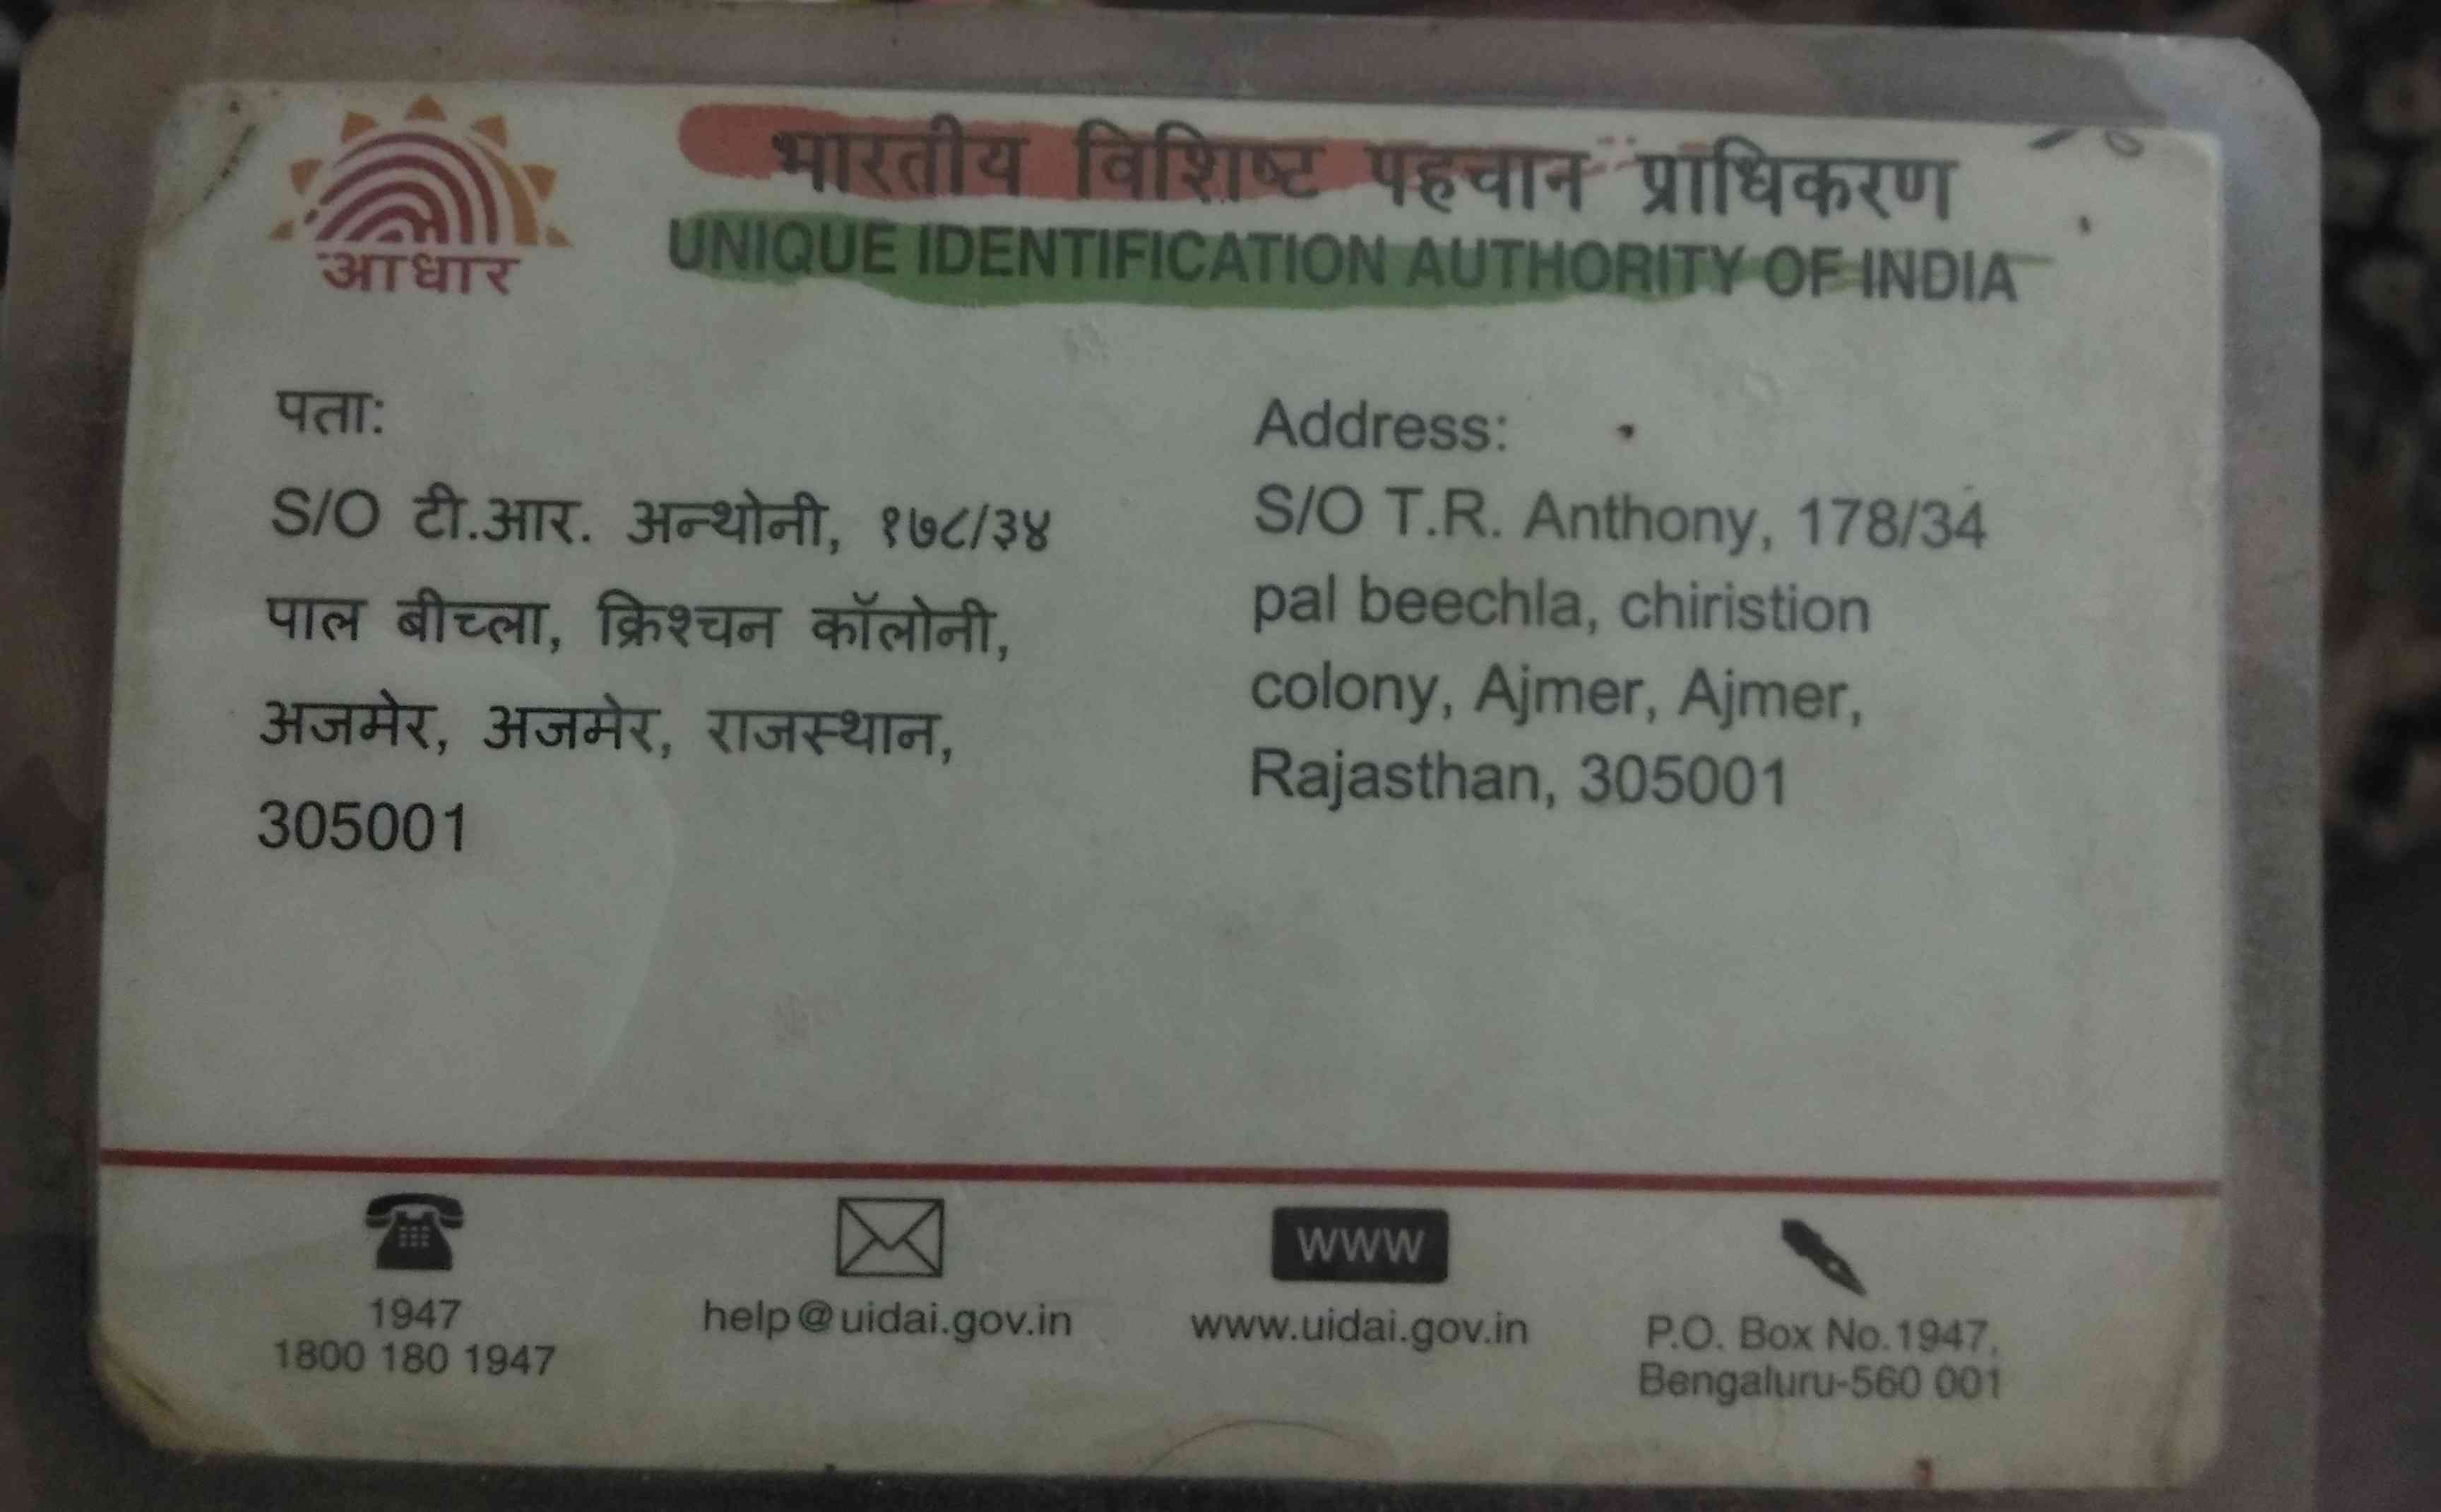 आधार
भारतीय विशिष्ट पहचान प्राधिकरण
UNIQUE IDENTIFICATION AUTHORITY OF INDIA
पता:
S/O टी.आर. अन्थोनी, १७८/३४
पाल बीच्ला, क्रिश्चन कॉलोनी,
अजमेर, अजमेर, राजस्थान,
305001
Address:
S/O T.R. Anthony, 178/34
pal beechla, chiristion
colony, Ajmer, Ajmer,
Rajasthan, 305001
1947
1800 180 1947
help@uidai.gov.in
www
www.uidai.gov.in
P.O. Box No.1947,
Bengaluru-560 001